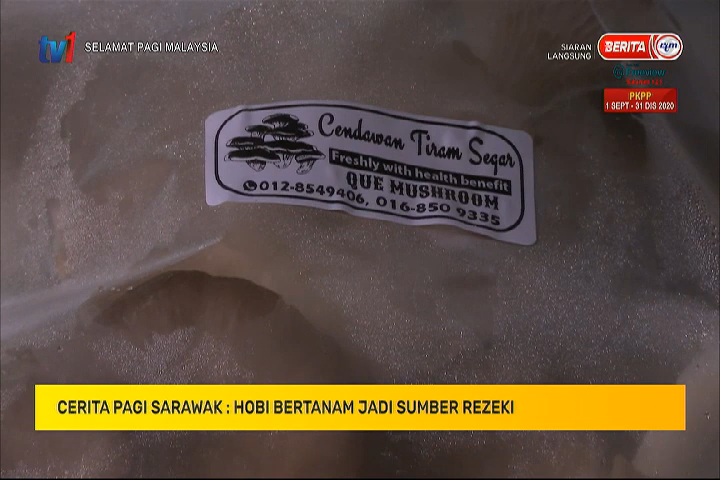 tv1
SELAMAT PAGI MALAYSIA
SIARAN
LANGSUNG
BERITA rtm
PKPP
1 SEPT - 31 DIS 2020
Cendawan Tiram Segar
Freshly with health benefit
QUE MUSHROOM
012-8549406, 016-850 9335
CERITA PAGI SARAWAK : HOBI BERTANAM JADI SUMBER REZEKI